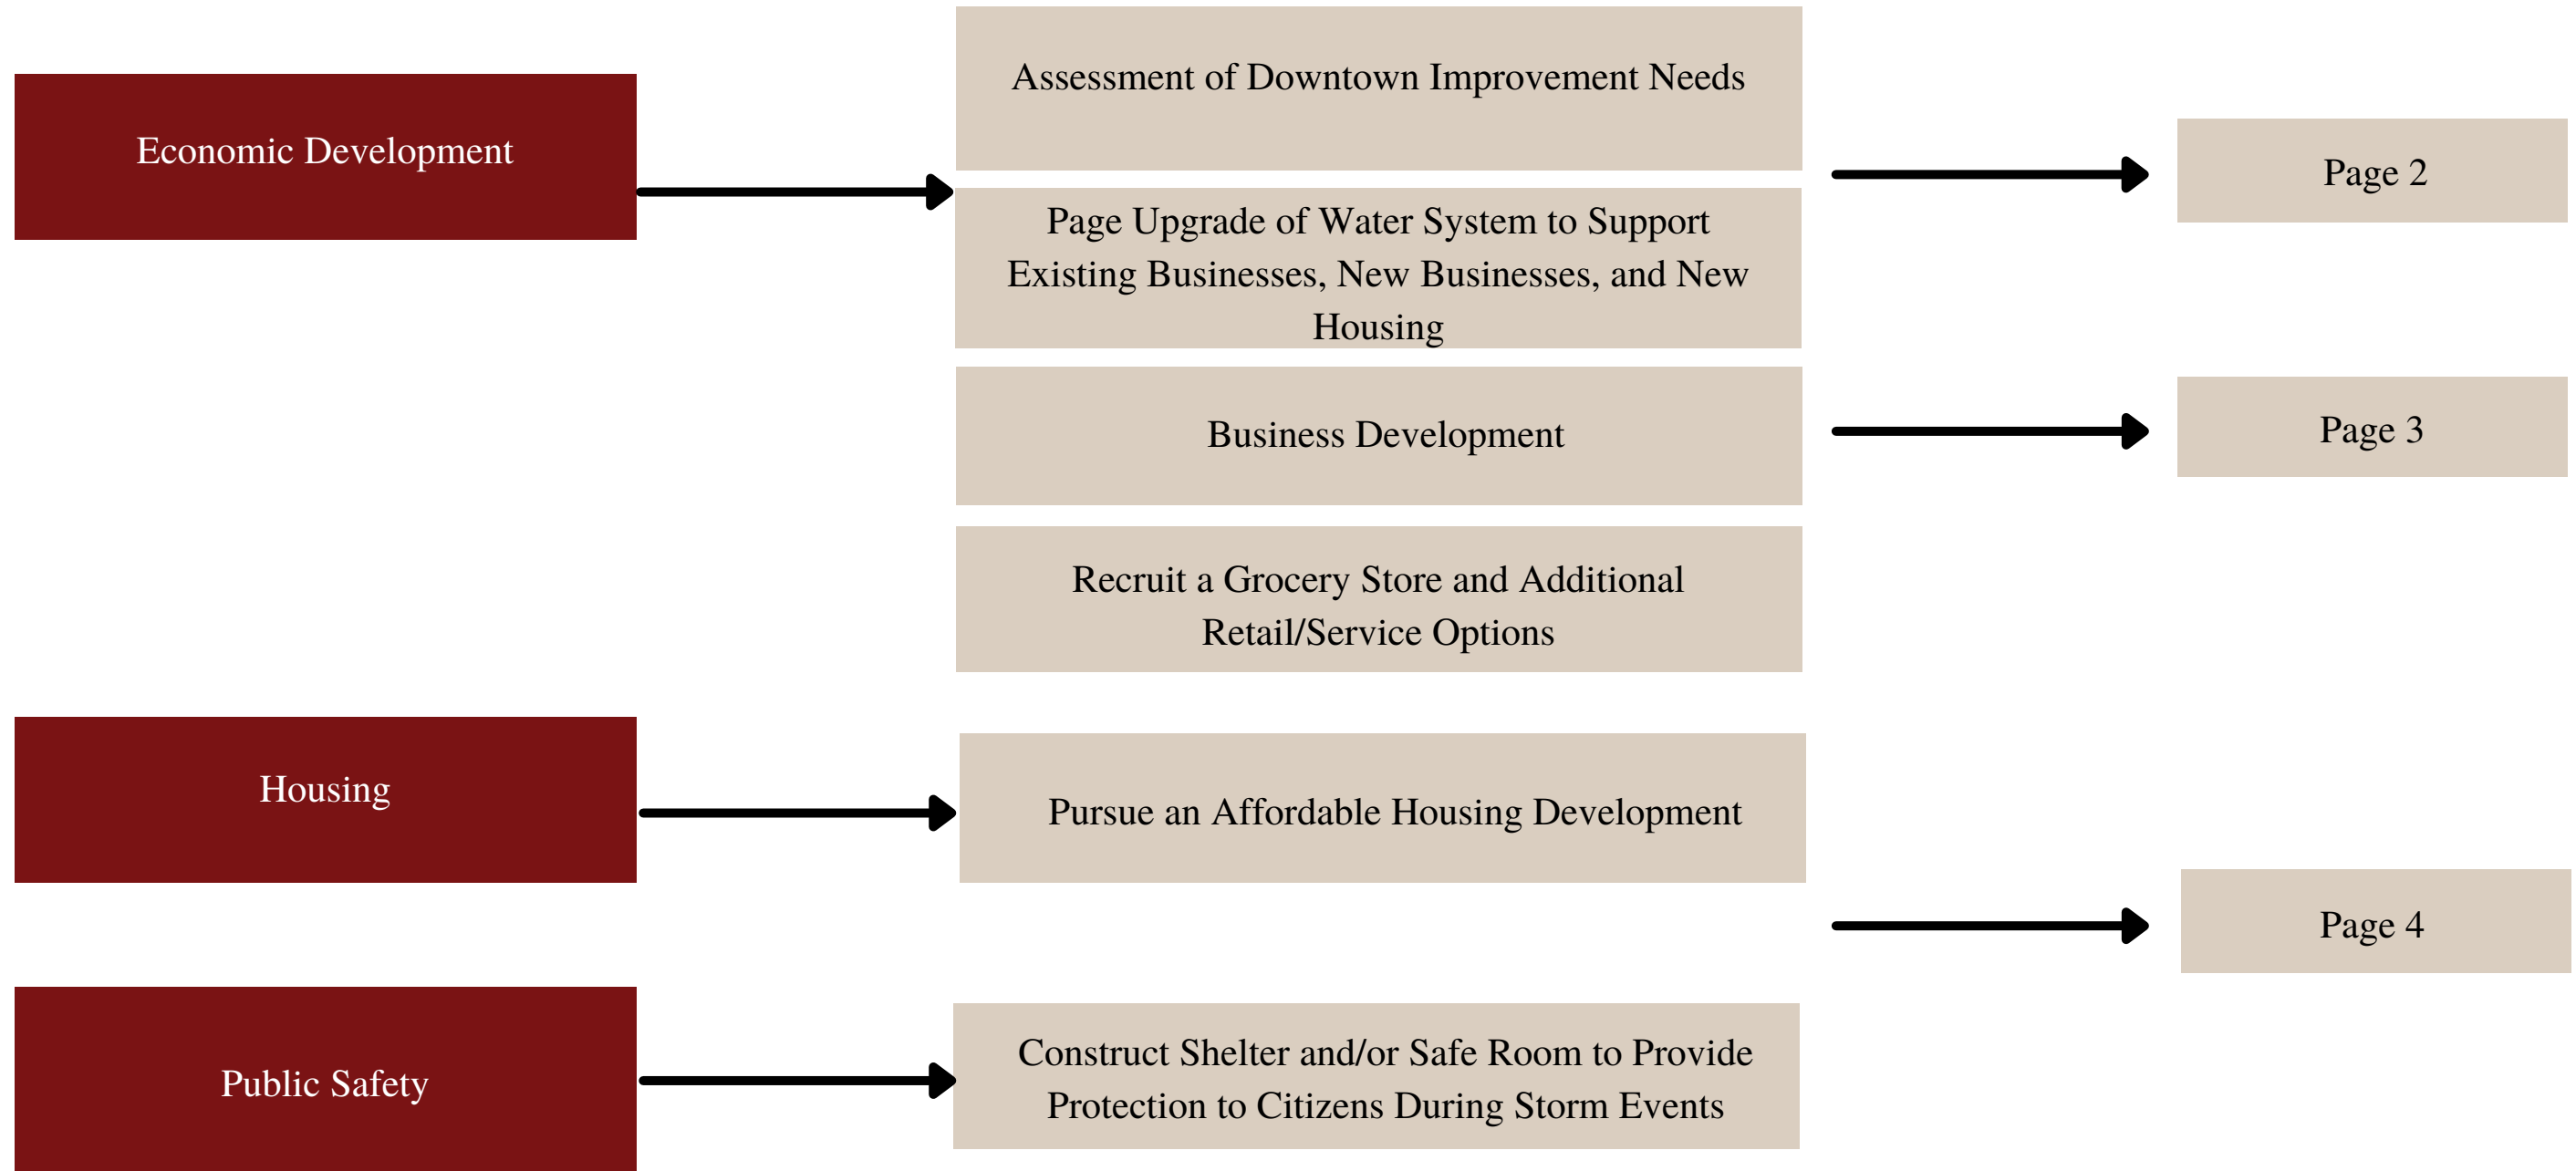 Economic Development
Assessment of Downtown Improvement Needs
Page Upgrade of Water System to Support
Existing Businesses, New Businesses, and New
Housing
Page 2
Business Development
Page 3
Recruit a Grocery Store and Additional
Retail/Service Options
Housing
Pursue an Affordable Housing Development
Page 4
Public Safety
Construct Shelter and/or Safe Room to Provide
Protection to Citizens During Storm Events